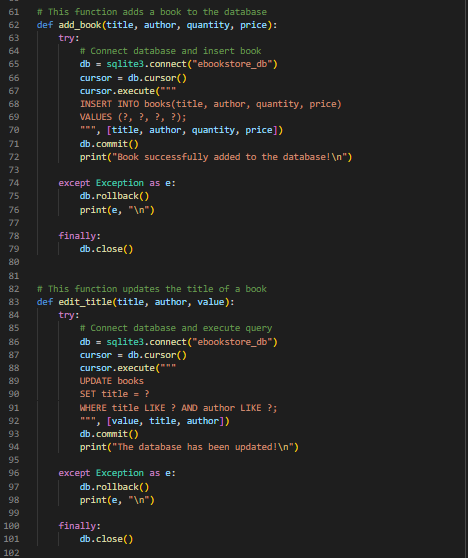 61 # This function adds a book to the database
62 def add_book(title, author, quantity, price):
63     try:
64         # Connect database and insert book
65         db = sqlite3.connect("ebookstore_db")
66         cursor = db.cursor()
67         cursor.execute("""
68         INSERT INTO books(title, author, quantity, price)
69         VALUES (?, ?, ?, ?);
70         """, [title, author, quantity, price])
71         db.commit()
72         print("Book successfully added to the database!\n")
73
74     except Exception as e:
75         db.rollback()
76         print(e, "\n")
77
78     finally:
79         db.close()
80
81
82 # This function updates the title of a book
83 def edit_title(title, author, value):
84     try:
85         # Connect database and execute query
86         db = sqlite3.connect("ebookstore_db")
87         cursor = db.cursor()
88         cursor.execute("""
89         UPDATE books
90         SET title = ?
91         WHERE title LIKE ? AND author LIKE ?;
92         """, [value, title, author])
93         db.commit()
94         print("The database has been updated!\n")
95
96     except Exception as e:
97         db.rollback()
98         print(e, "\n")
99
100     finally:
101         db.close()
102